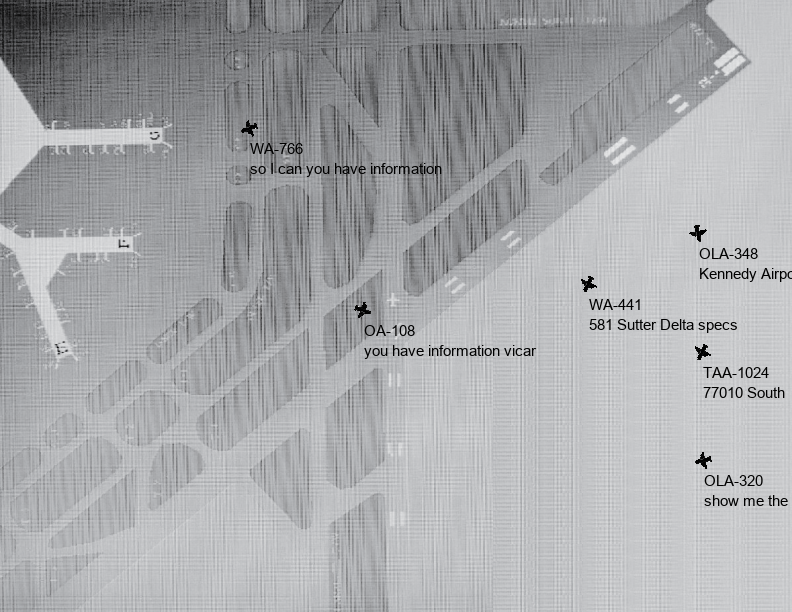 WA-766
so I can you have information
OLA-348
Kennedy Airpo
WA-441
581 Sutter Delta specs
OA-108
you have information vicar
TAA-1024
77010 South
OLA-320
show me the